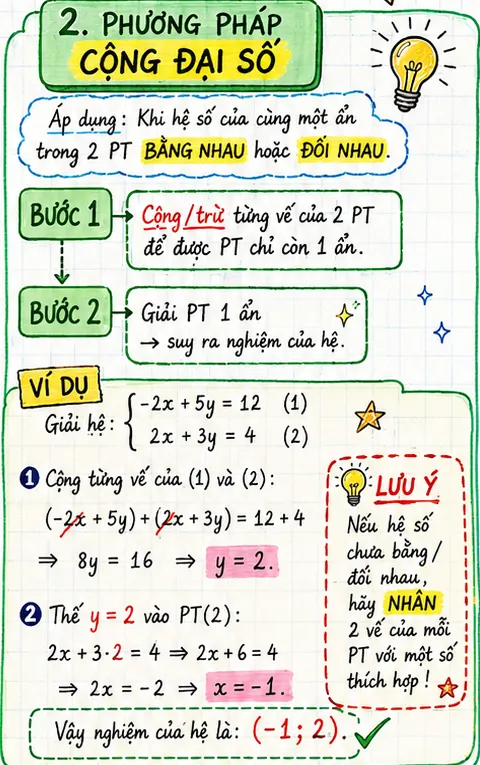 2. PHƯƠNG PHÁP
CỘNG ĐẠI SỐ
Áp dụng: Khi hệ số của cùng một ẩn
trong 2 PT BẰNG NHAU hoặc ĐỐI NHAU.
BƯỚC 1
Cộng/trừ từng vế của 2 PT
để được PT chỉ còn 1 ẩn.
BƯỚC 2
Giải PT 1 ẩn
→ suy ra nghiệm của hệ.
VÍ DỤ
Giải hệ: { -2x + 5y = 12 (1)
2x + 3y = 4 (2)
1 Cộng từng vế của (1) và (2):
(-2x + 5y) + (2x + 3y) = 12 + 4
⇒ 8y = 16 ⇒ y = 2.
2 Thế y = 2 vào PT(2):
2x + 3·2 = 4 ⇒ 2x + 6 = 4
⇒ 2x = -2 ⇒ x = -1.
Vậy nghiệm của hệ là: (-1; 2).
LƯU Ý
Nếu hệ số
chưa bằng/
đối nhau,
hãy NHÂN
2 vế của mỗi
PT với một số
thích hợp!